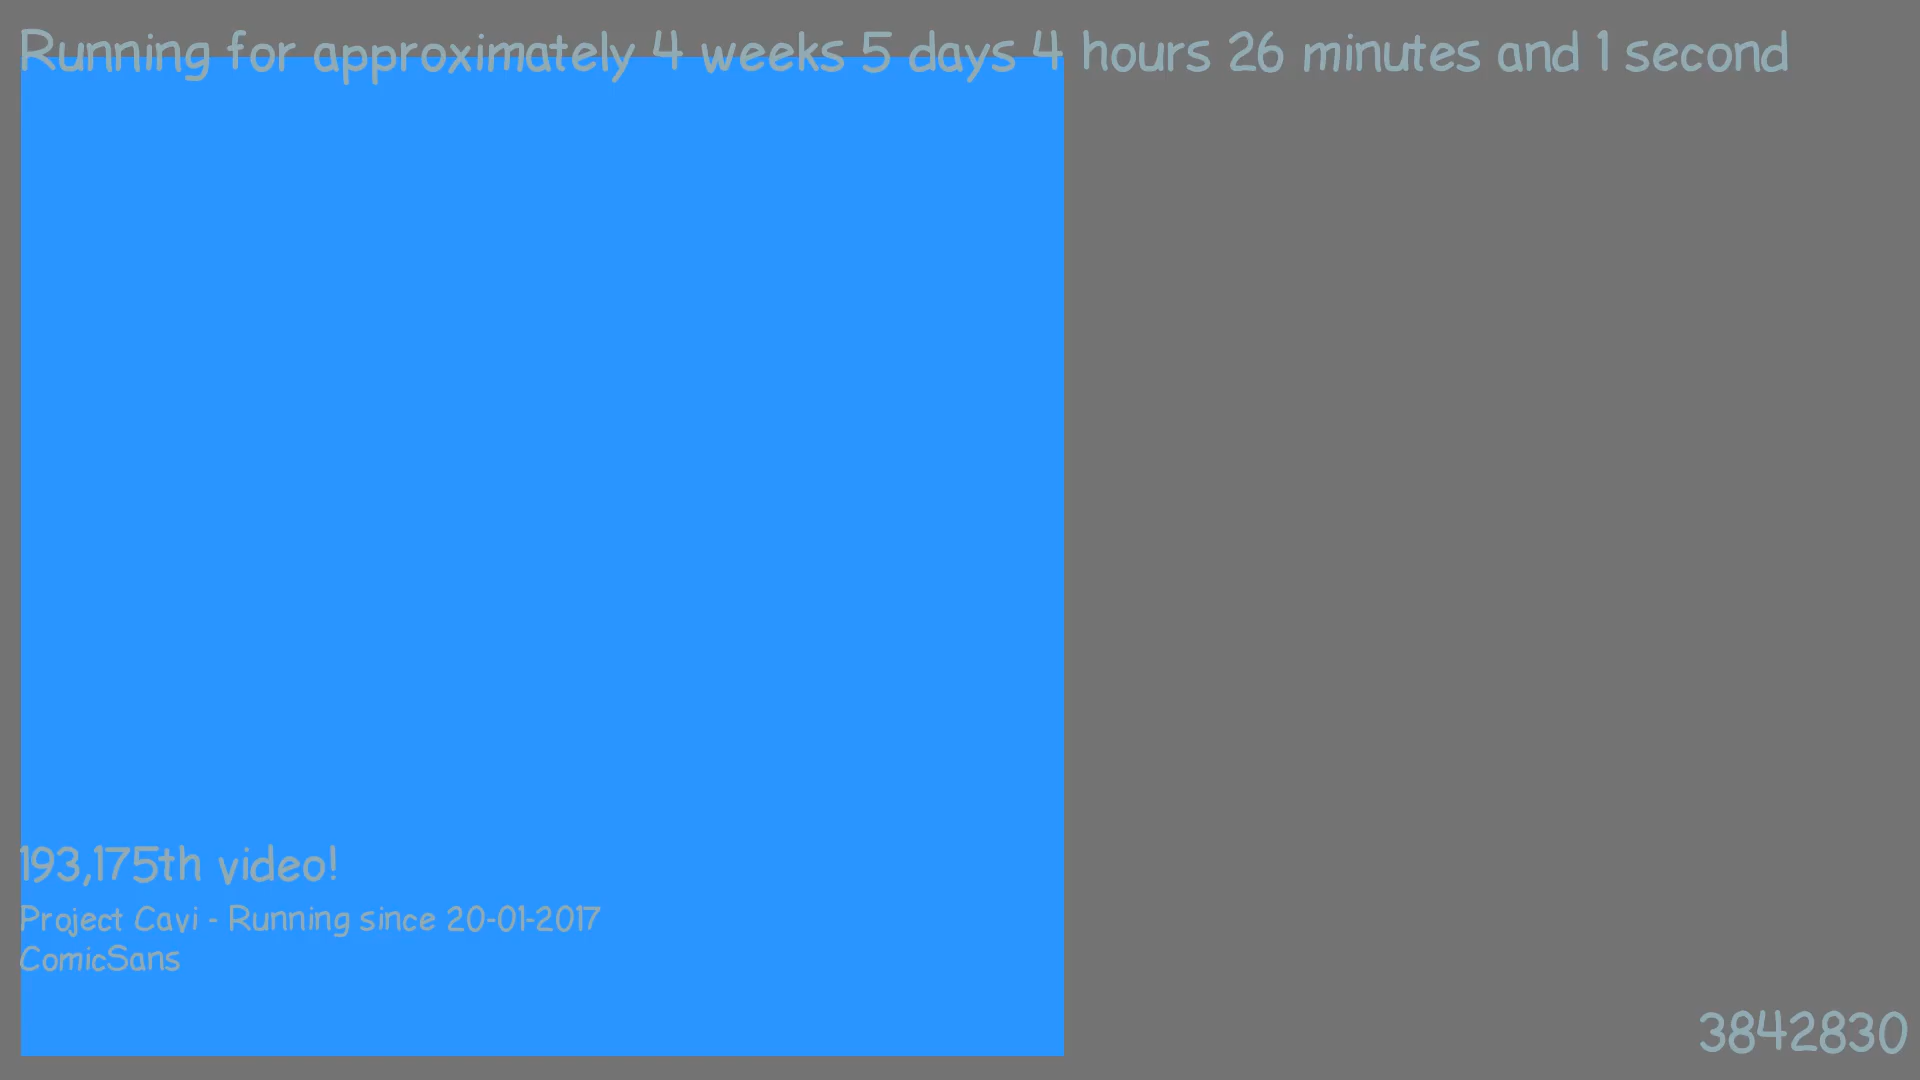 Running for approximately 4 weeks 5 days 4 hours 26 minutes and 1 second
193,175th video!
Project Cavi - Running since 20-01-2017
ComicSans
3842830